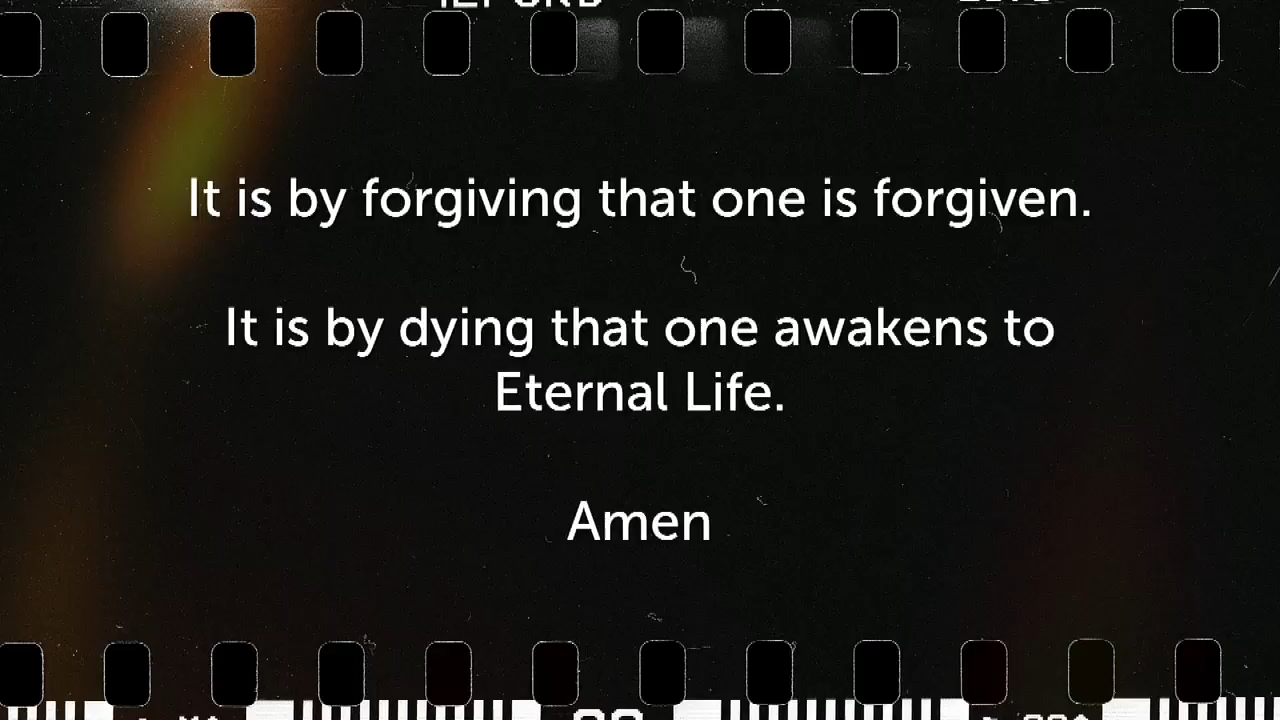 It is by forgiving that one is forgiven.
It is by dying that one awakens to
Eternal Life.
Amen